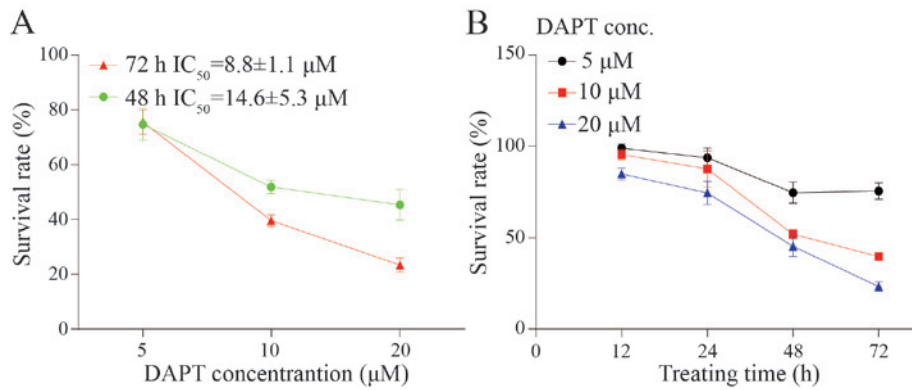 A
100
80
60
40
20
0
Survival rate (%)
72 h IC50=8.8±1.1 µM
48 h IC50=14.6±5.3 µM
5
10
20
DAPT concentrantion (µM)
B
DAPT conc.
5 µM
10 µM
20 µM
150
100
50
0
Survival rate (%)
0
12
24
48
72
Treating time (h)